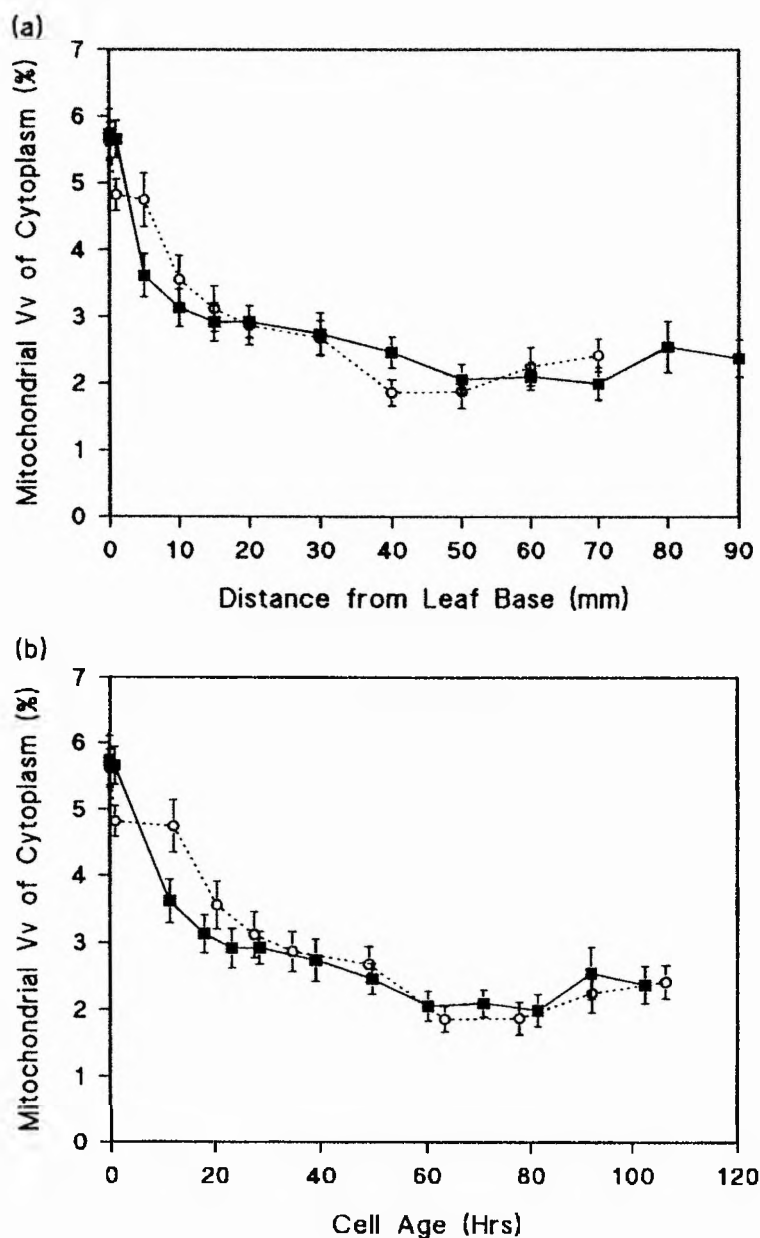 (a)
7
6
5
4
3
2
1
0
Mitochondrial Vv of Cytoplasm (%)
0 10 20 30 40 50 60 70 80 90
Distance from Leaf Base (mm)
(b)
7
6
5
4
3
2
1
0
Mitochondrial Vv of Cytoplasm (%)
0 20 40 60 80 100 120
Cell Age (Hrs)